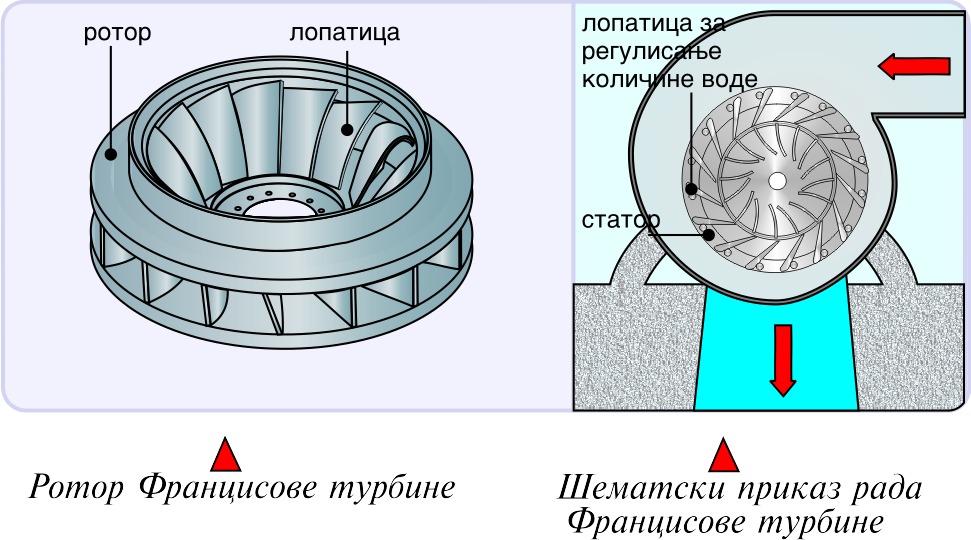 ротор
лопатица
лопатица за
регулисање
количине воде
статор
Ротор Францисове турбине
Шематски приказ рада
Францисове турбине